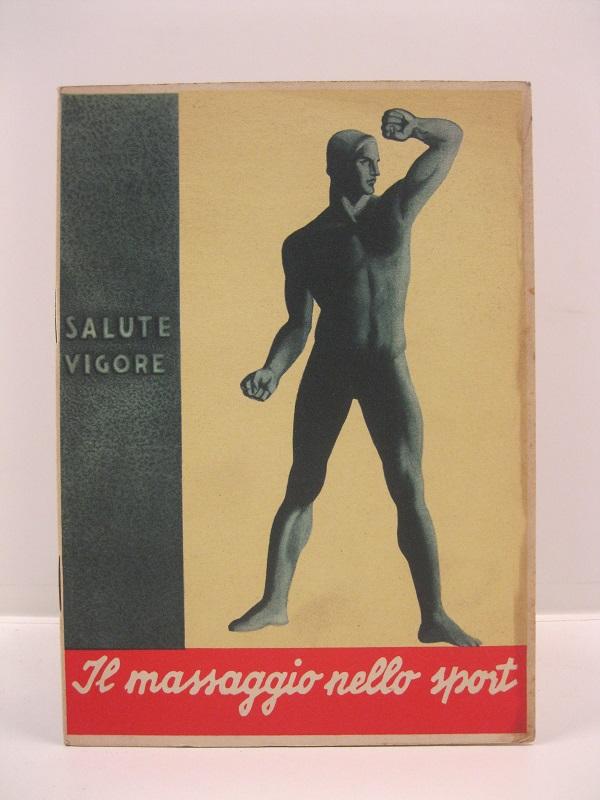 SALUTE
VIGORE
Il massaggio nello sport